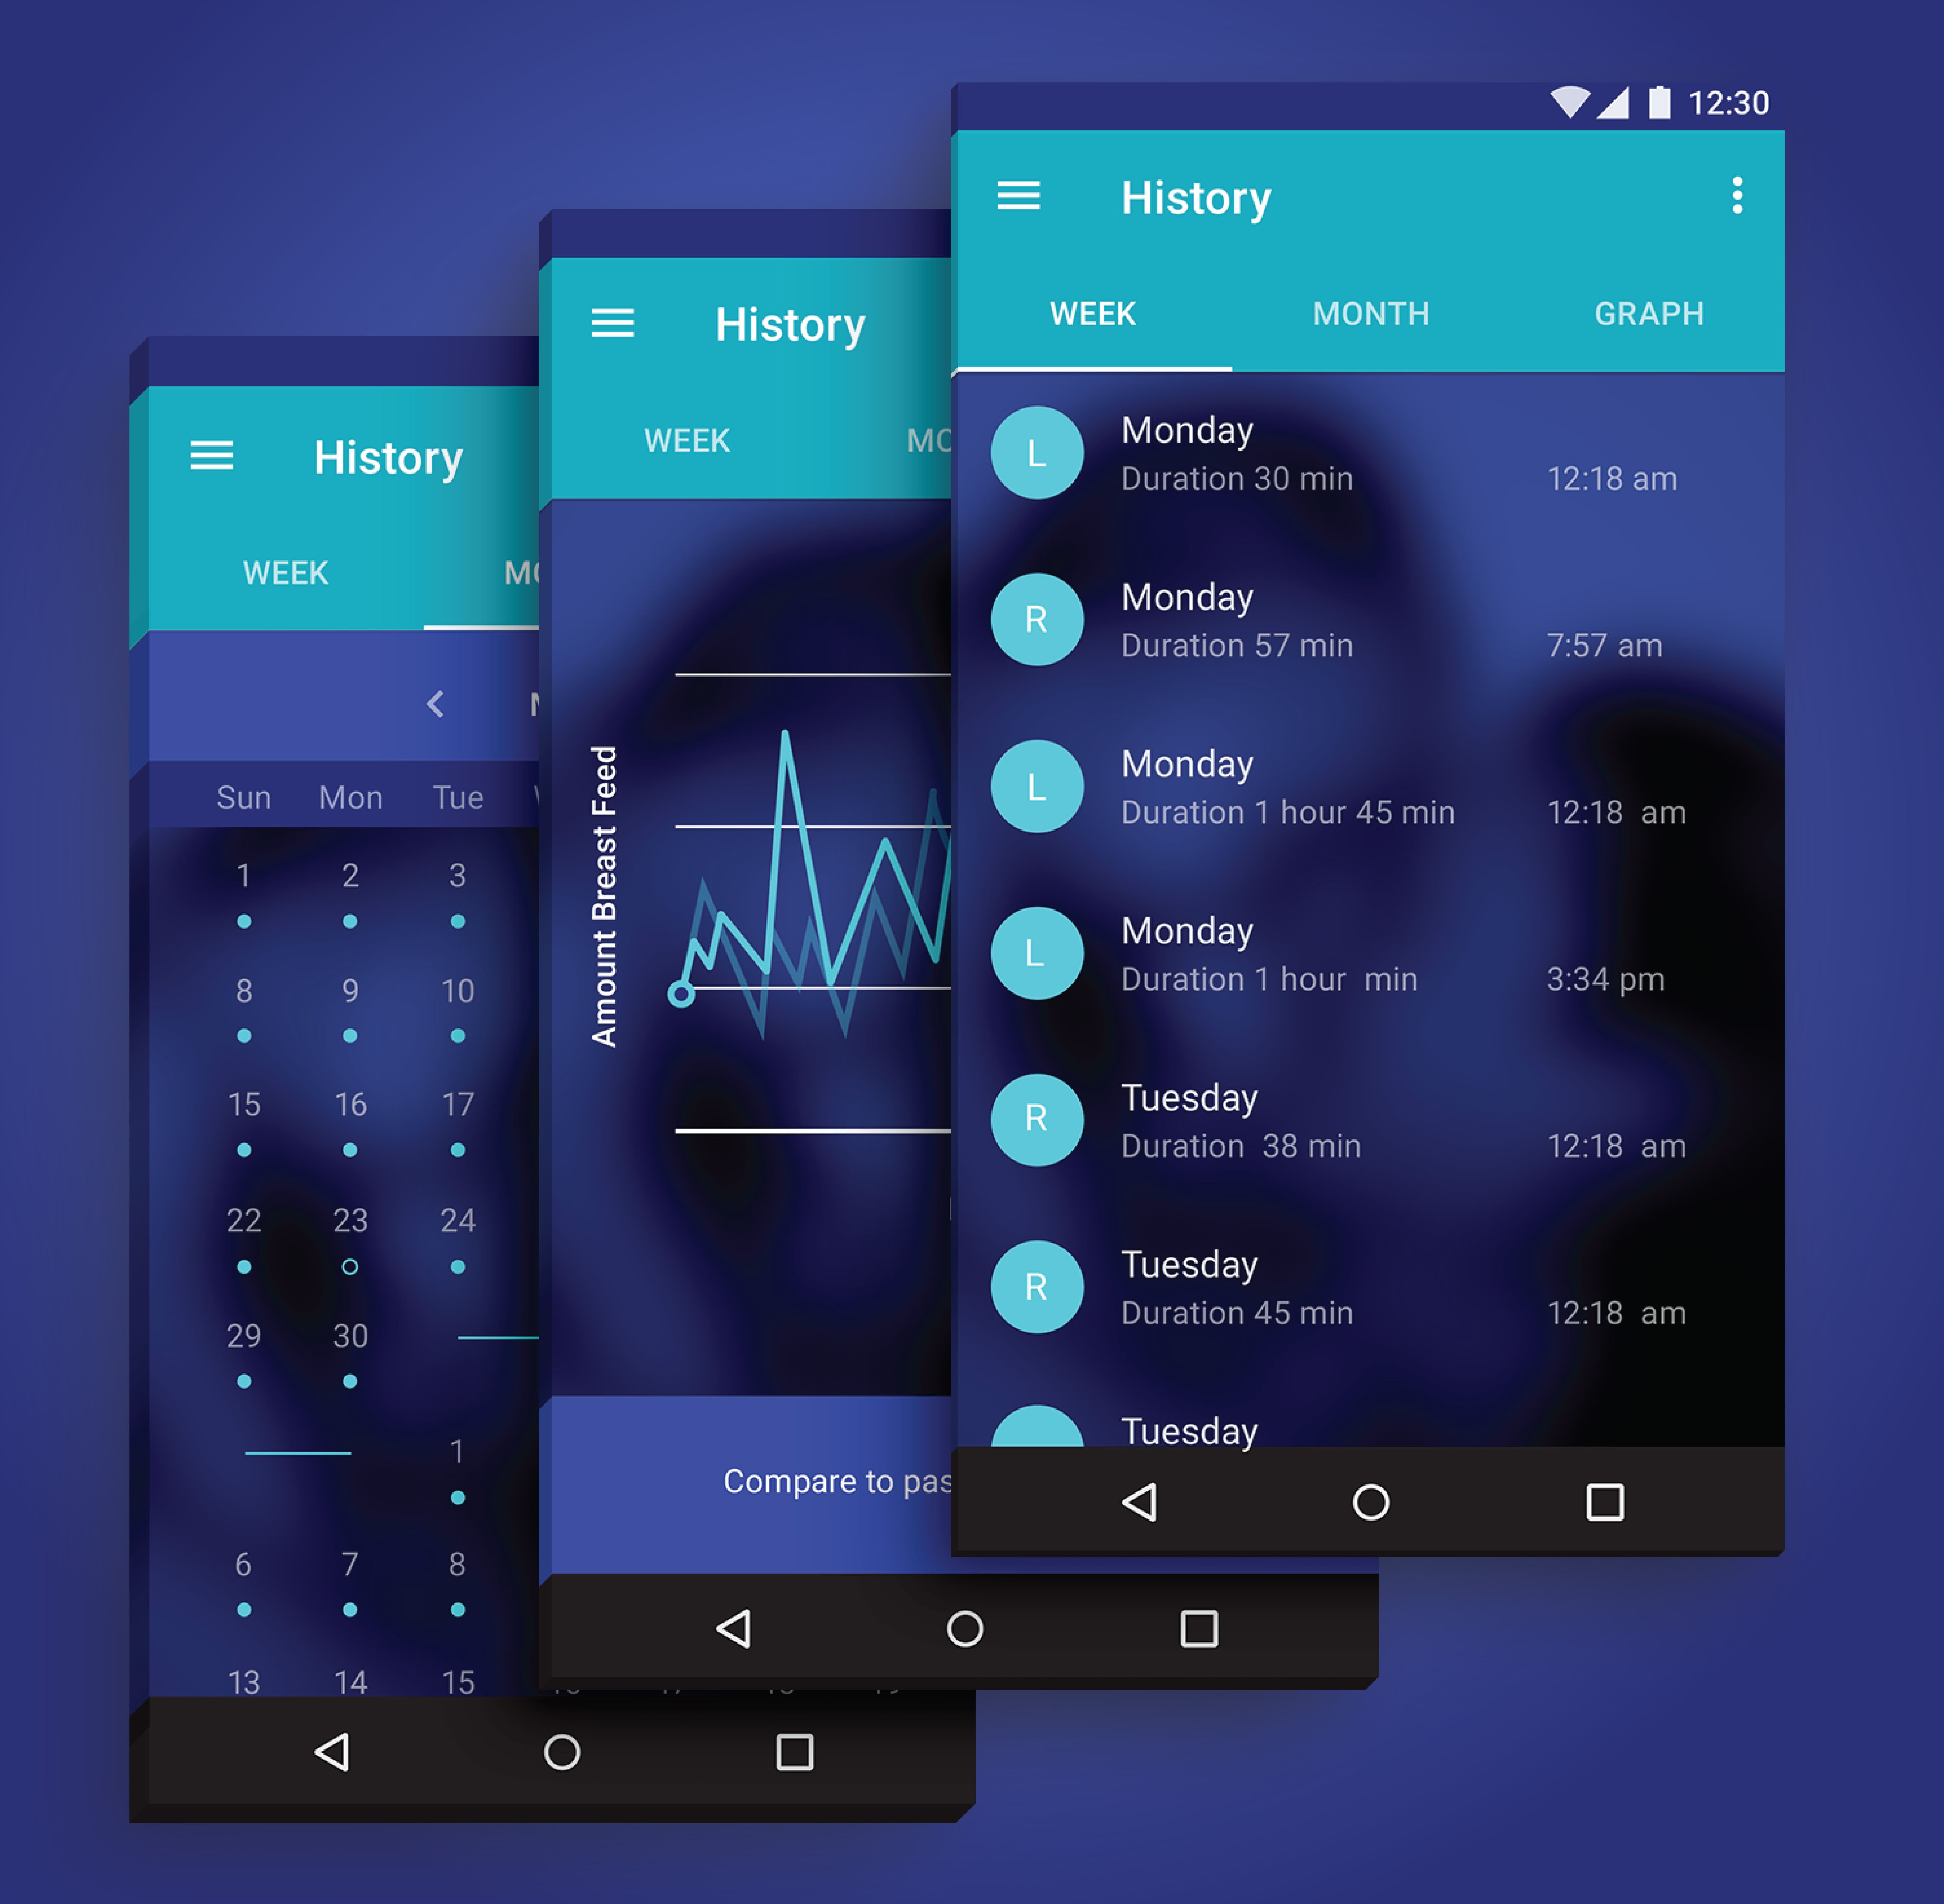 12:30
History
WEEK MONTH GRAPH
L
Monday
Duration 30 min 12:18 am
R
Monday
Duration 57 min 7:57 am
L
Monday
Duration 1 hour 45 min 12:18 am
L
Monday
Duration 1 hour min 3:34 pm
R
Tuesday
Duration 38 min 12:18 am
R
Tuesday
Duration 45 min 12:18 am
Tuesday
History
WEEK
Amount Breast Feed
Compare to
History
WEEK
Sun Mon Tue
1 2 3
8 9 10
15 16 17
22 23 24
29 30
1
6 7 8
13 14 15